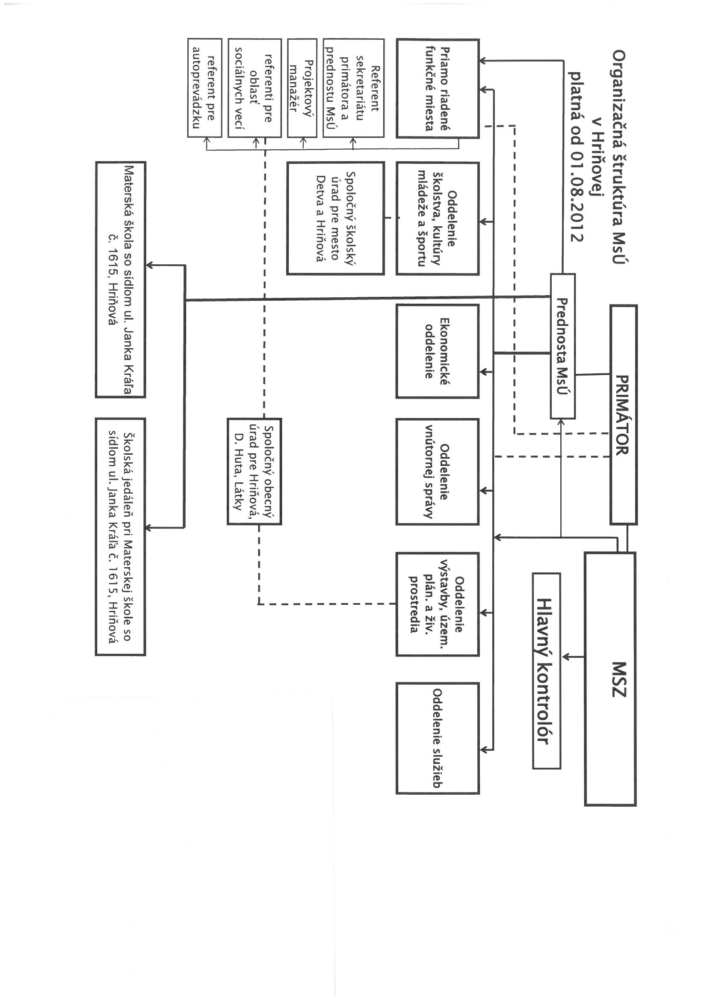 Organizačná štruktúra MsÚ
v Hriňovej
platná od 01.08.2012
PRIMÁTOR
MSZ
Prednosta MsÚ
Hlavný kontrolór
Priamo riadené
funkčné miesta
Oddelenie
školstva, kultúry
mládeže a športu
Ekonomické
oddelenie
Oddelenie
vnútornej správy
Oddelenie
výstavby, územ.
plán. a živ.
prostredia
Oddelenie služieb
Referent
sekretariátu
primátora a
prednostu MsÚ
Projektový
manažér
referenti pre
oblasť
sociálnych vecí
referent pre
autoprevádzku
Spoločný školský
úrad pre mesto
Detva a Hriňová
Spoločný obecný
úrad pre Hriňová,
D. Huta, Látky
Materská škola so sídlom ul. Janka Kráľa
č. 1615, Hriňová
Školská jedáleň pri Materskej škole so
sídlom ul. Janka Kráľa č. 1615, Hriňová